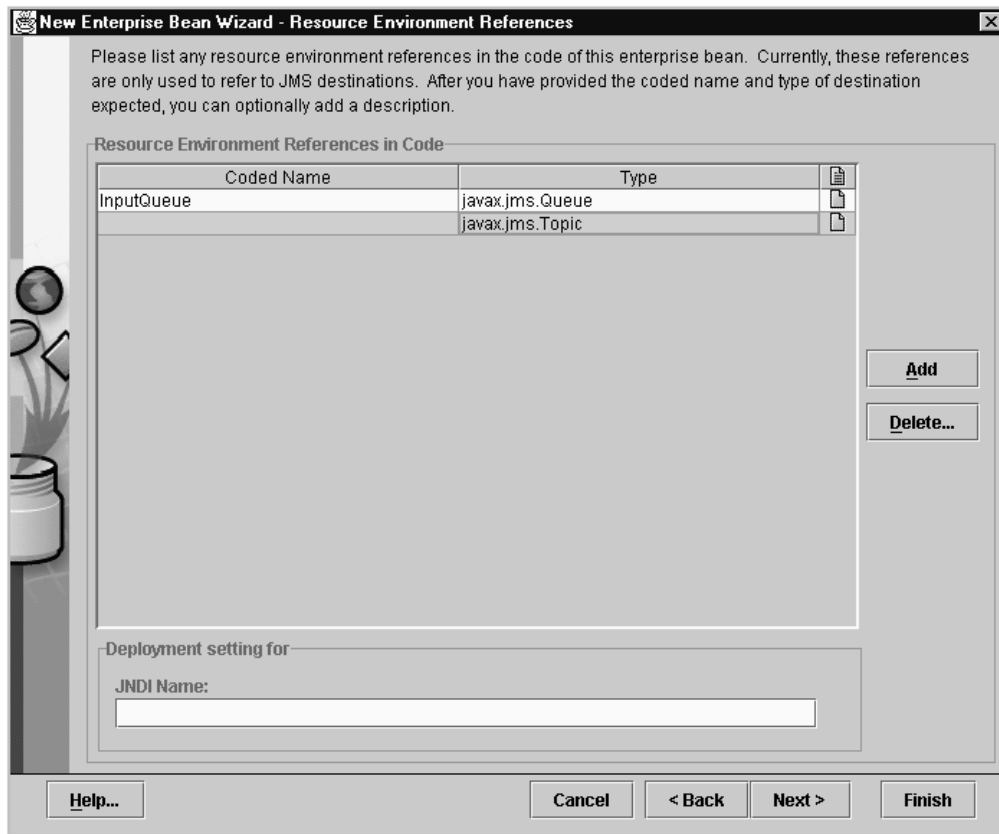 New Enterprise Bean Wizard - Resource Environment References
Please list any resource environment references in the code of this enterprise bean. Currently, these references
are only used to refer to JMS destinations. After you have provided the coded name and type of destination
expected, you can optionally add a description.
Resource Environment References in Code
Coded Name Type
InputQueue javax.jms.Queue
javax.jms.Topic
Add
Delete...
Deployment setting for
JNDI Name:
Help... Cancel < Back Next > Finish